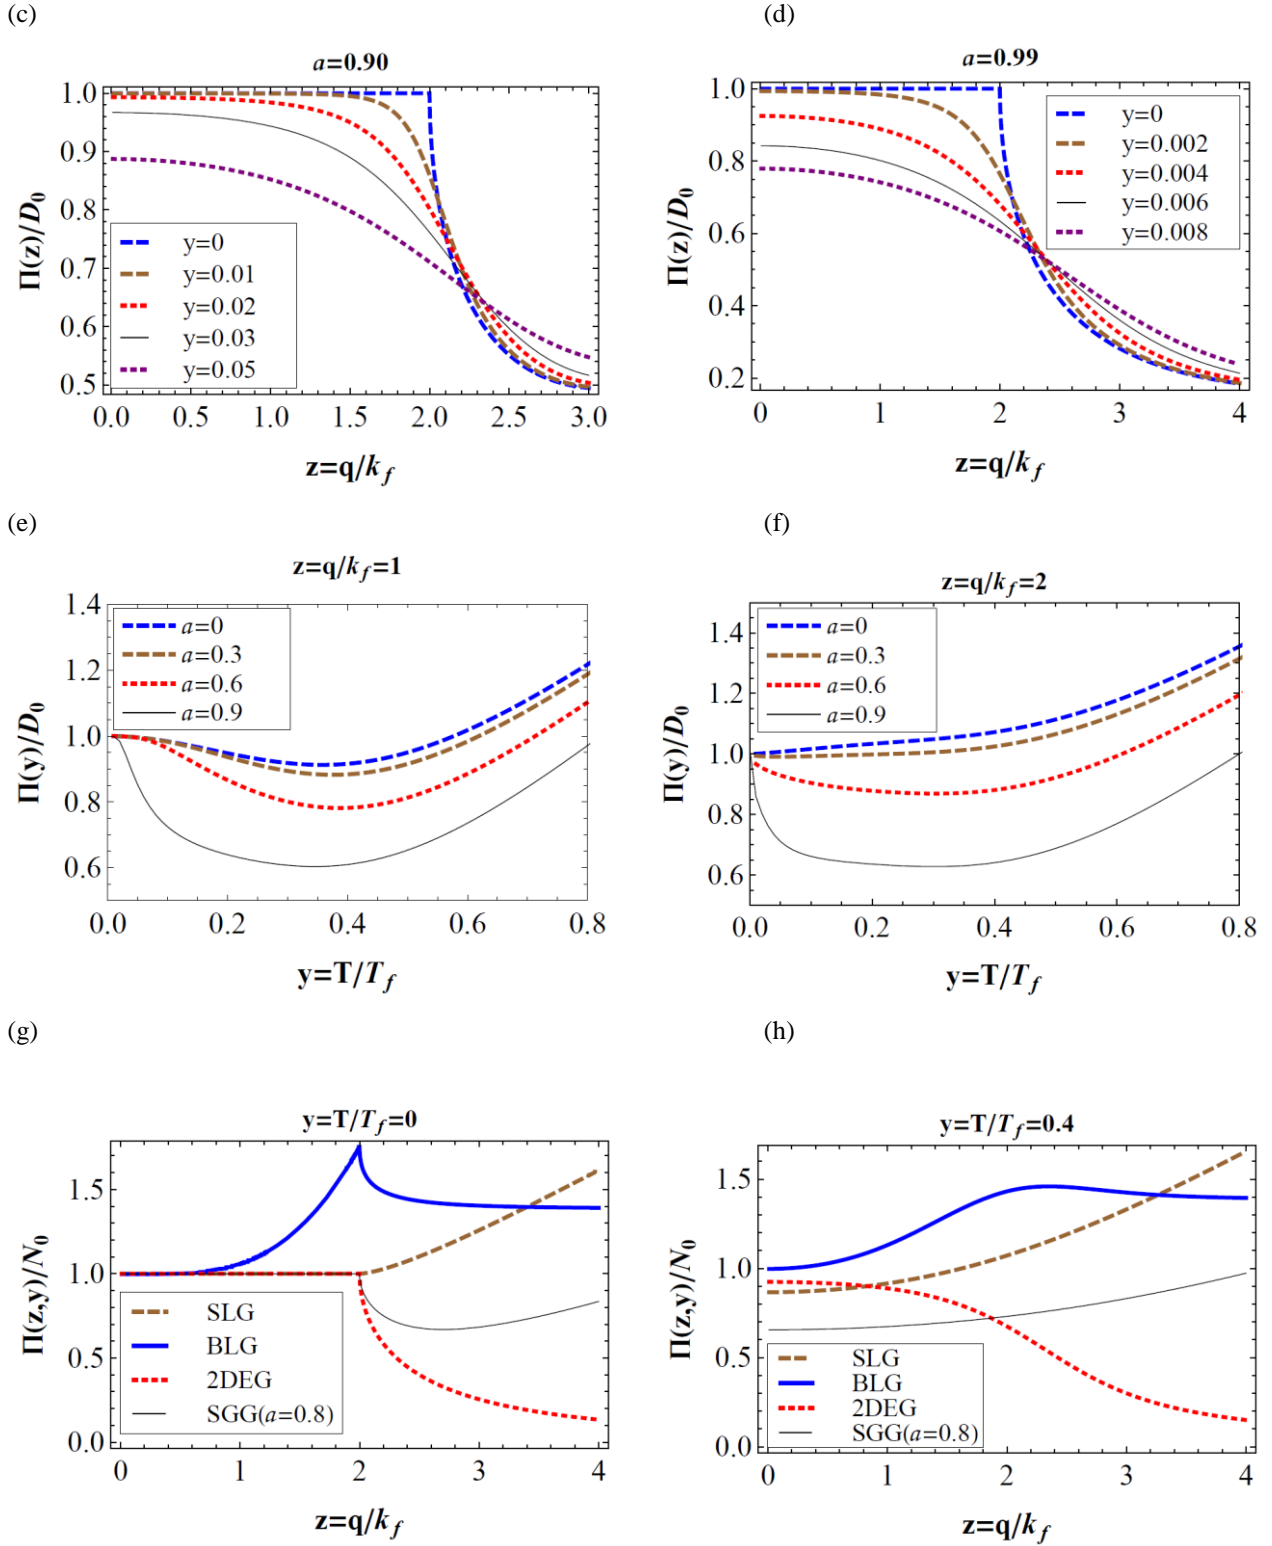 (c)
(d)
a=0.90
a=0.99
Π(z)/D0
1.0
0.9
0.8
0.7
0.6
0.5
y=0
y=0.01
y=0.02
y=0.03
y=0.05
0.0 0.5 1.0 1.5 2.0 2.5 3.0
z=q/kf
Π(z)/D0
1.0
0.8
0.6
0.4
0.2
y=0
y=0.002
y=0.004
y=0.006
y=0.008
0 1 2 3 4
z=q/kf
(e)
(f)
z=q/kf=1
z=q/kf=2
Π(y)/D0
1.4
1.2
1.0
0.8
0.6
a=0
a=0.3
a=0.6
a=0.9
0.0 0.2 0.4 0.6 0.8
y=T/Tf
Π(y)/D0
1.4
1.2
1.0
0.8
0.6
a=0
a=0.3
a=0.6
a=0.9
0.0 0.2 0.4 0.6 0.8
y=T/Tf
(g)
(h)
y=T/Tf=0
y=T/Tf=0.4
Π(z,y)/N0
1.5
1.0
0.5
0.0
SLG
BLG
2DEG
SGG(a=0.8)
0 1 2 3 4
z=q/kf
Π(z,y)/N0
1.5
1.0
0.5
0.0
SLG
BLG
2DEG
SGG(a=0.8)
0 1 2 3 4
z=q/kf